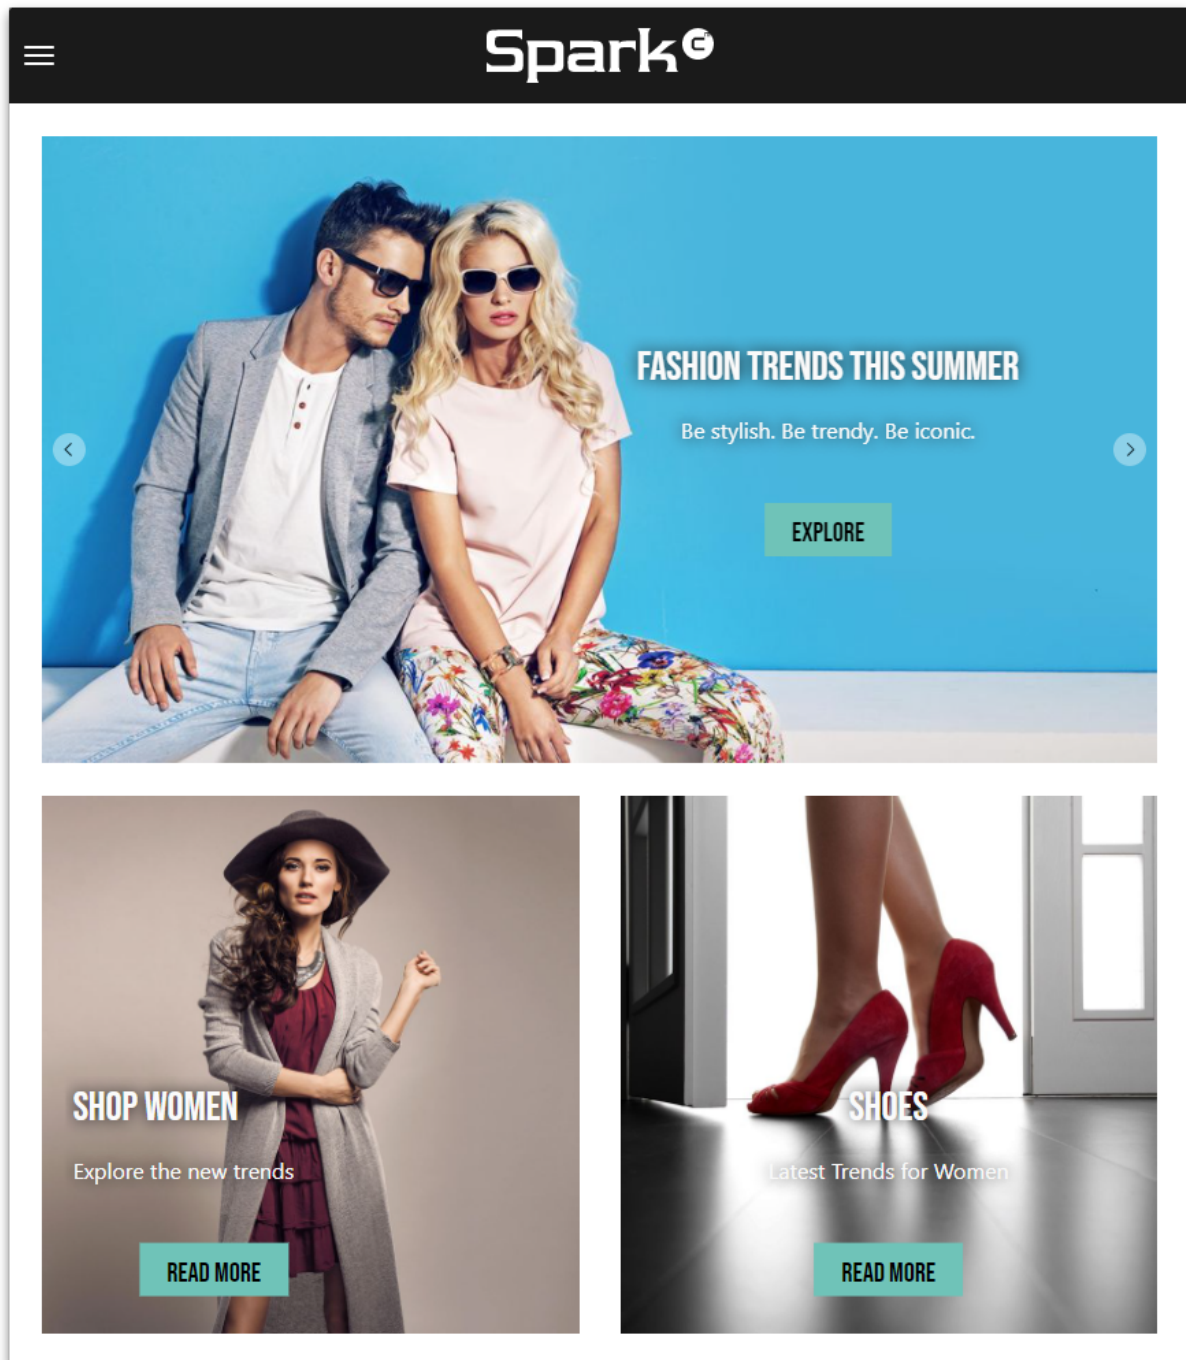 Spark
FASHION TRENDS THIS SUMMER
Be stylish. Be trendy. Be iconic.
EXPLORE
SHOP WOMEN
Explore the new trends
READ MORE
SHOES
Latest Trends for Women
READ MORE